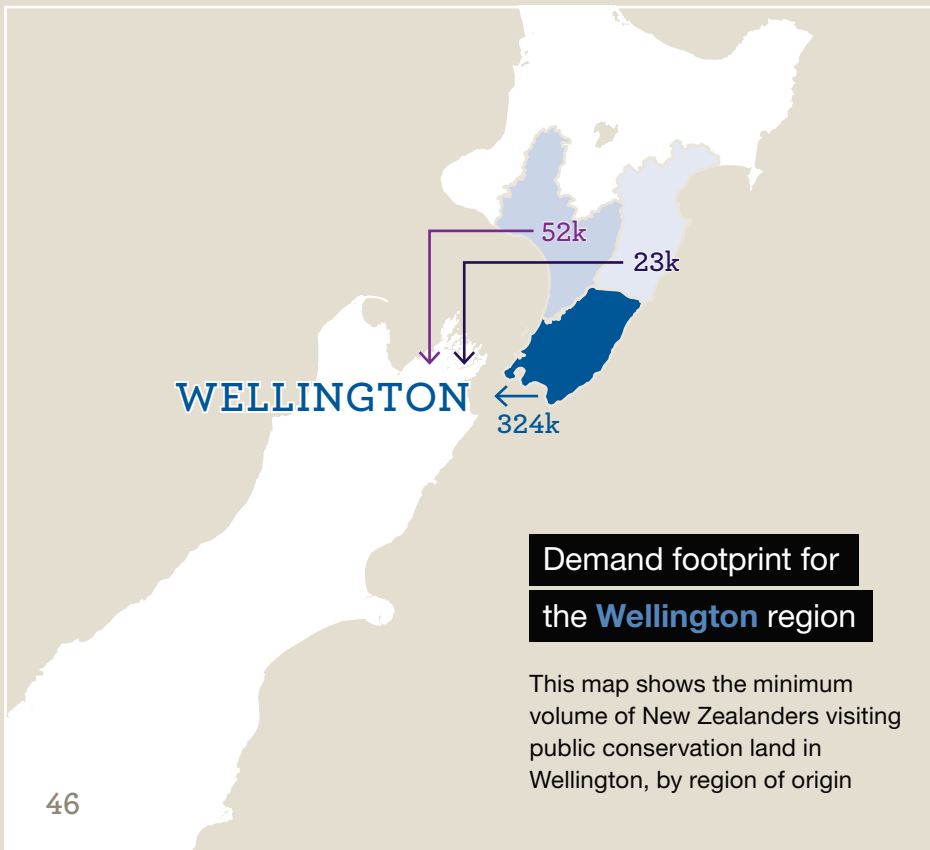 52k
23k
WELLINGTON
324k
Demand footprint for
the Wellington region
This map shows the minimum
volume of New Zealanders visiting
public conservation land in
Wellington, by region of origin
46